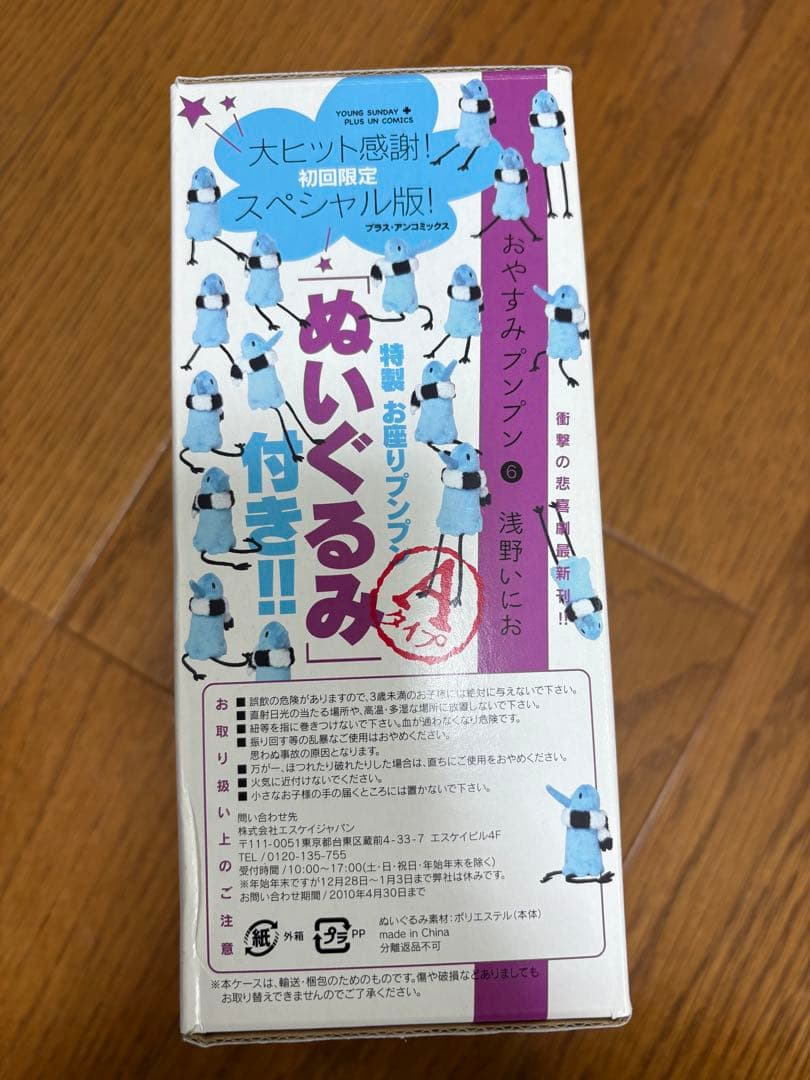 YOUNG SUNDAY
PLUS UN COMICS
大ヒット感謝!
初回限定
スペシャル版!
プラス・アンコミックス
特製 お座りプンプン
「ぬいぐるみ」
付き!!
Aタイプ
おやすみプンプン 6 浅野いにお
衝撃の悲喜劇最新刊!!
お取り扱い上のご注意
■ 誤飲の危険がありますので、3歳未満のお子様には絶対に与えないで下さい。
■ 直射日光の当たる場所や、高温・多湿な場所に放置しないで下さい。
■ 紐等を指に巻きつけないで下さい。血が通わなくなり危険です。
■ 振り回す等の乱暴なご使用はおやめください。
思わぬ事故の原因となります。
■ 万が一、ほつれたり破れたりした場合は、直ちにご使用をおやめください。
■ 火気に近付けないでください。
■ 小さなお子様の手の届くところには置かないで下さい。
問い合わせ先
株式会社エスケイジャパン
〒111-0051東京都台東区蔵前4-33-7 エスケイビル4F
TEL/0120-135-755
受付時間/10:00~17:00(土・日・祝日・年始年末を除く)
※年始年末ですが12月28日~1月3日まで弊社は休みです。
お問い合わせ期間/2010年4月30日まで
紙 外箱 プラ PP
ぬいぐるみ素材:ポリエステル(本体)
made in China
分離返品不可
※本ケースは、輸送・梱包のためのものです。傷や破損などありましても
お取り替えできませんのでご了承ください。